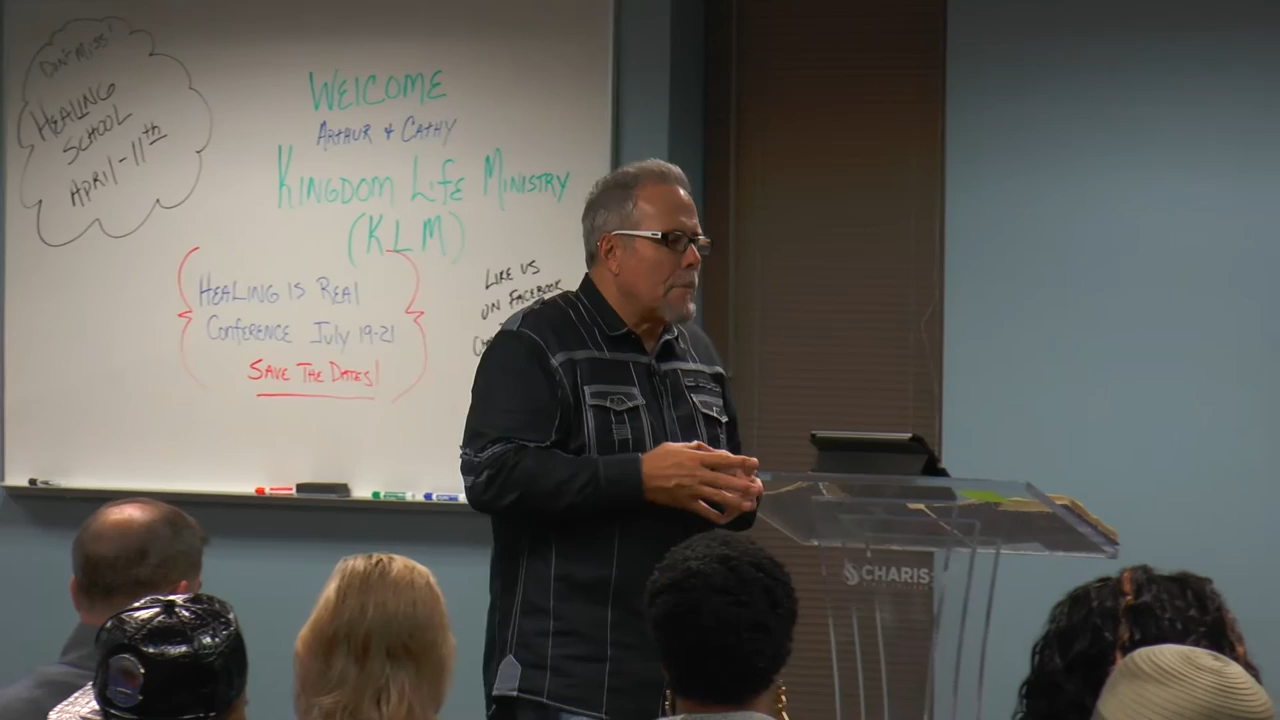 Don't Miss!
HEALING
SCHOOL
APRIL-11th
WELCOME
ARTHUR & CATHY
KINGDOM LIFE MINISTRY
(KLM)
HEALING IS REAL
CONFERENCE July 19-21
SAVE THE DATES!
LIKE US
ON FACEBOOK
CHARIS